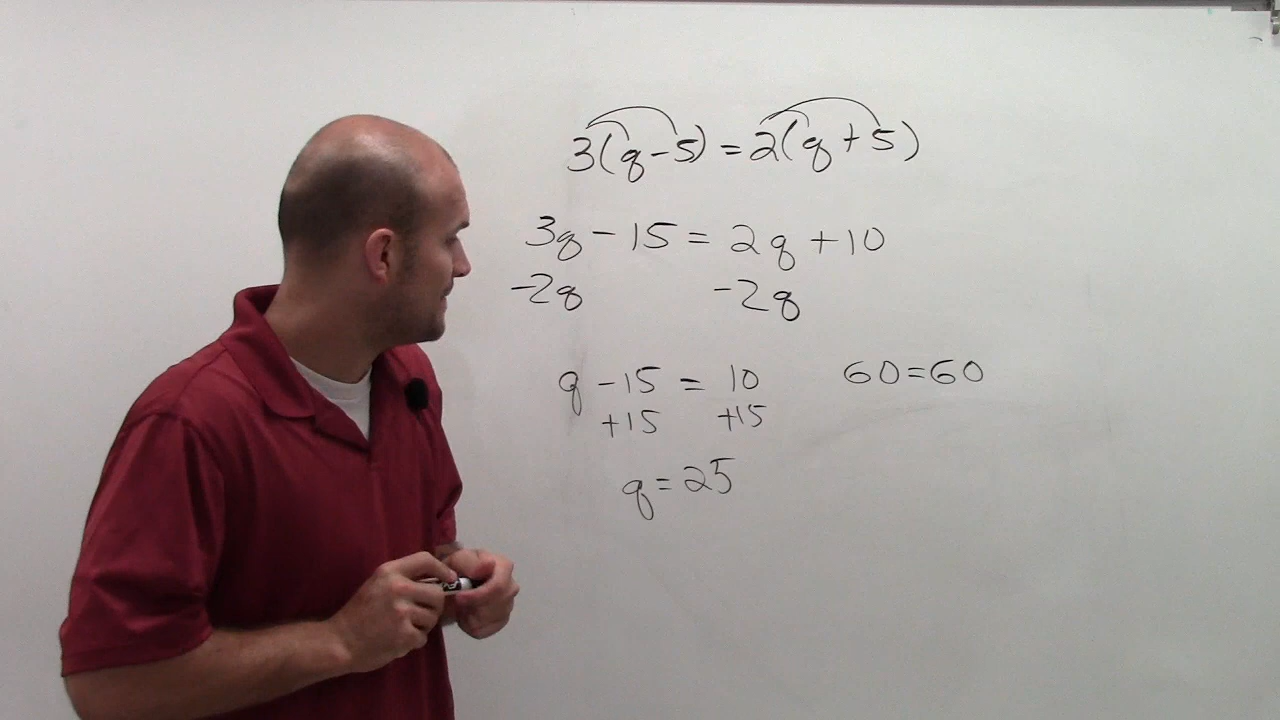 3(q-5)=2(q+5)
3q-15=2q+10
-2q -2q
q-15=10 60=60
+15 +15
q=25